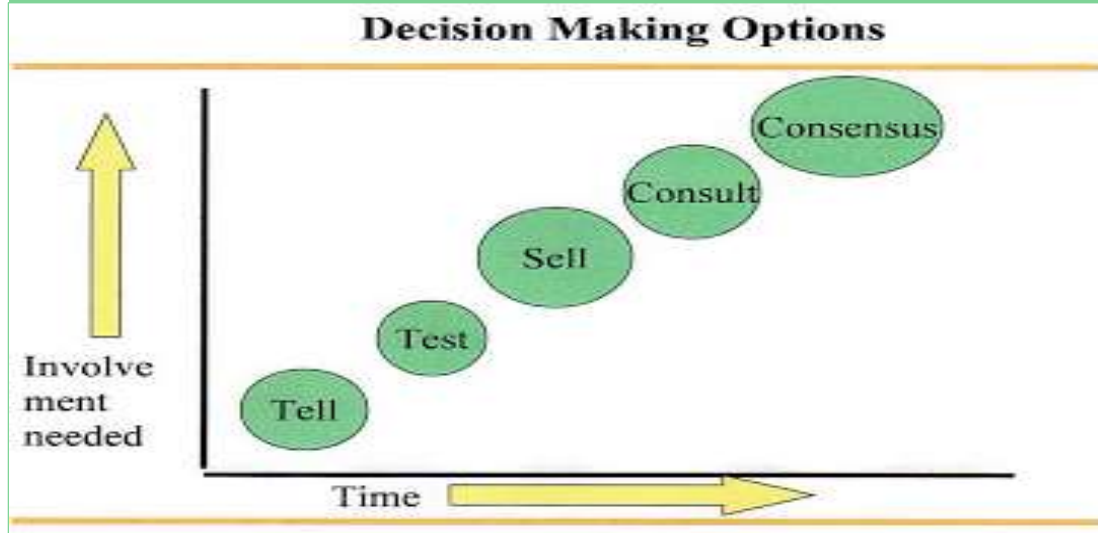 Decision Making Options
Consensus
Consult
Sell
Test
Tell
Involve
ment
needed
Time